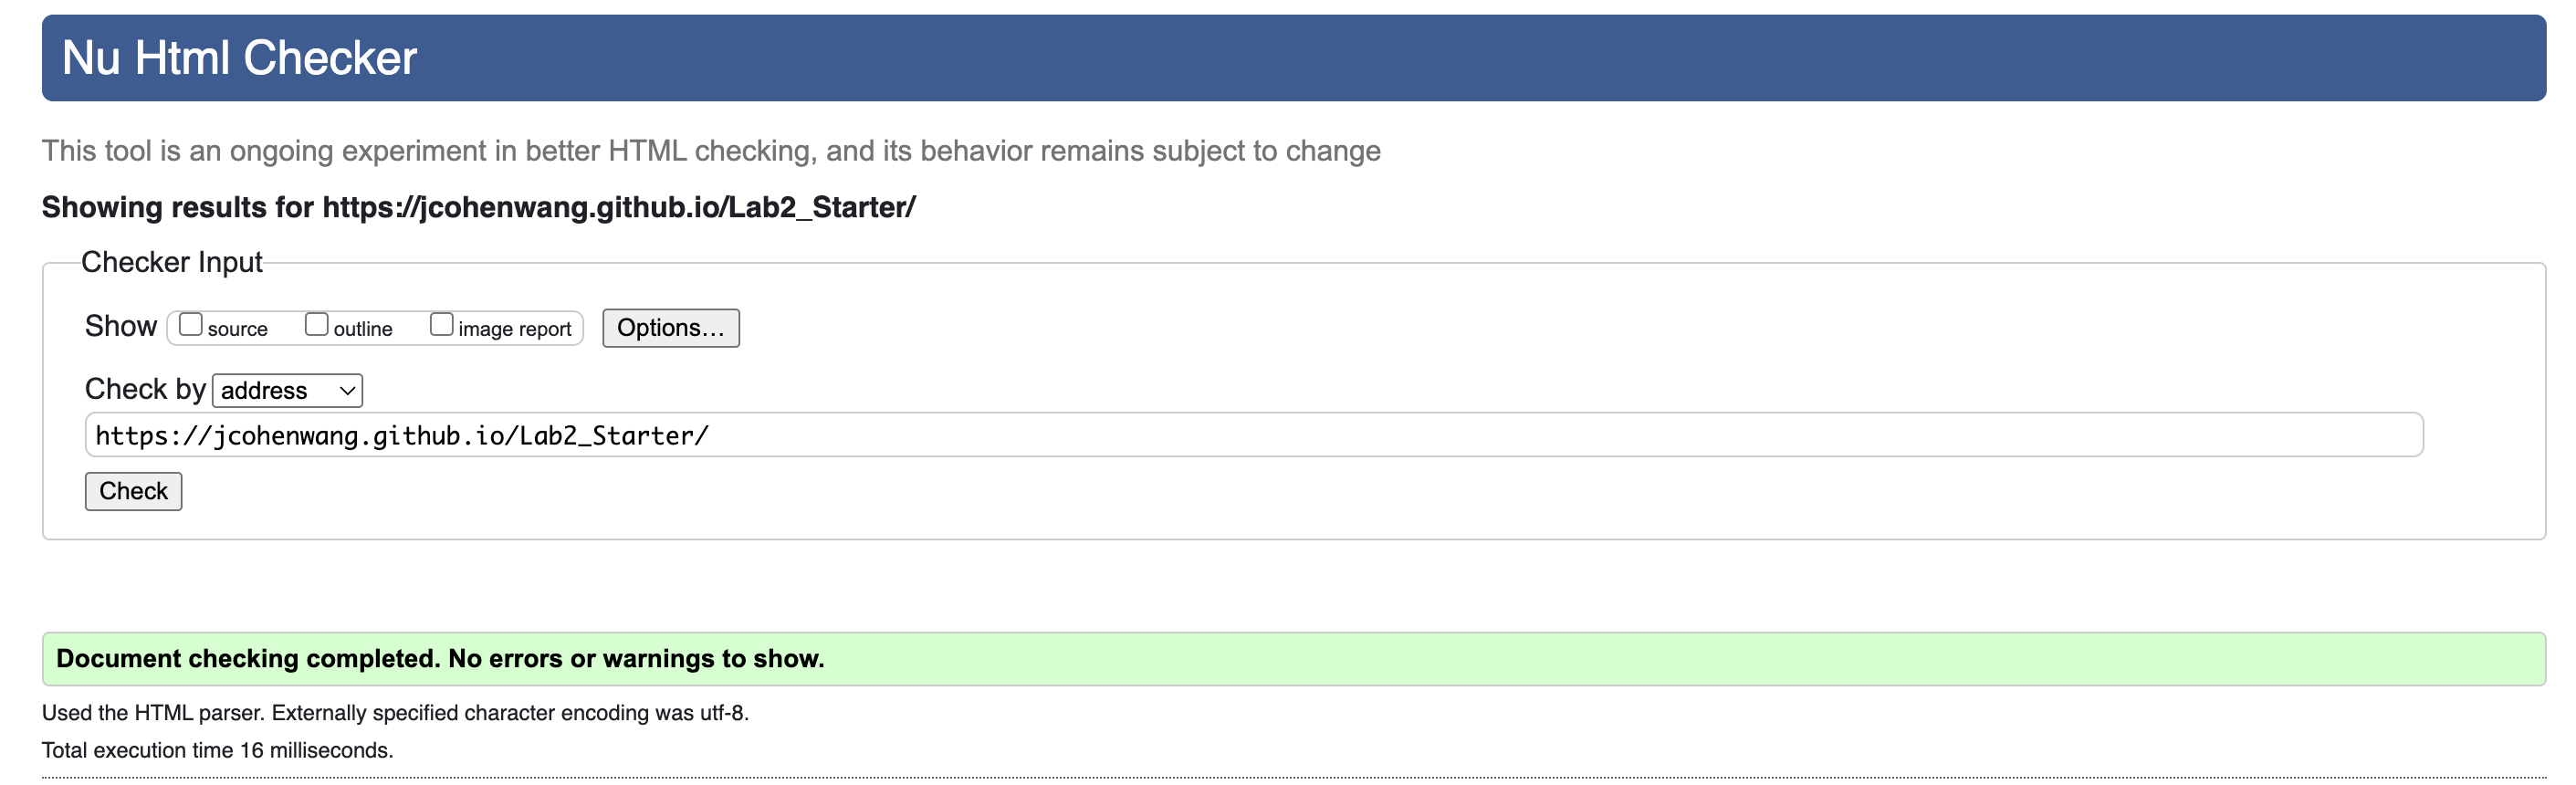 Nu Html Checker
This tool is an ongoing experiment in better HTML checking, and its behavior remains subject to change
Showing results for https://jcohenwang.github.io/Lab2_Starter/
Checker Input
Show source outline image report Options...
Check by address
https://jcohenwang.github.io/Lab2_Starter/
Check
Document checking completed. No errors or warnings to show.
Used the HTML parser. Externally specified character encoding was utf-8.
Total execution time 16 milliseconds.